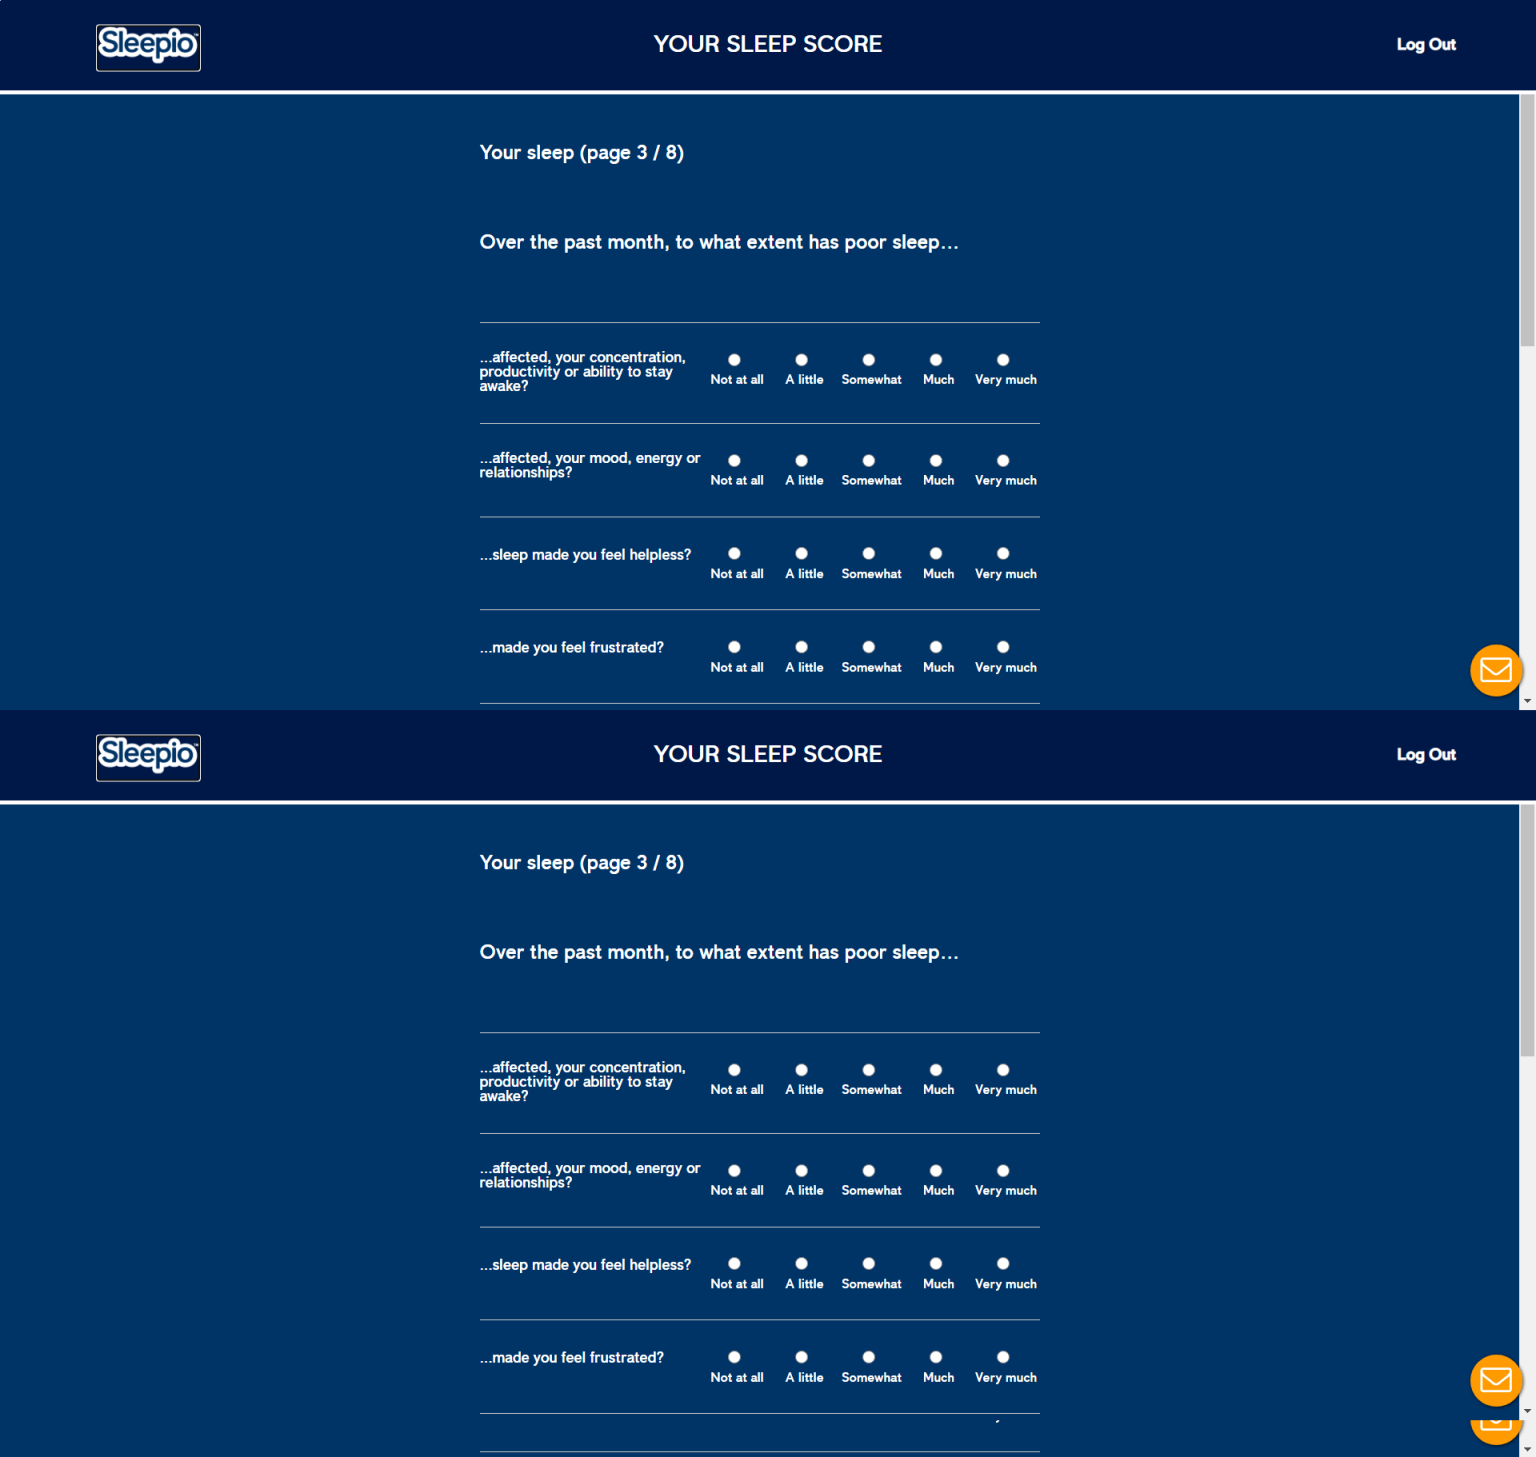 Sleepio™
YOUR SLEEP SCORE
Log Out
Your sleep (page 3 / 8)
Over the past month, to what extent has poor sleep...
...affected, your concentration,
productivity or ability to stay
awake?
Not at all A little Somewhat Much Very much
...affected, your mood, energy or
relationships?
Not at all A little Somewhat Much Very much
...sleep made you feel helpless?
Not at all A little Somewhat Much Very much
...made you feel frustrated?
Not at all A little Somewhat Much Very much
Sleepio™
YOUR SLEEP SCORE
Log Out
Your sleep (page 3 / 8)
Over the past month, to what extent has poor sleep...
...affected, your concentration,
productivity or ability to stay
awake?
Not at all A little Somewhat Much Very much
...affected, your mood, energy or
relationships?
Not at all A little Somewhat Much Very much
...sleep made you feel helpless?
Not at all A little Somewhat Much Very much
...made you feel frustrated?
Not at all A little Somewhat Much Very much